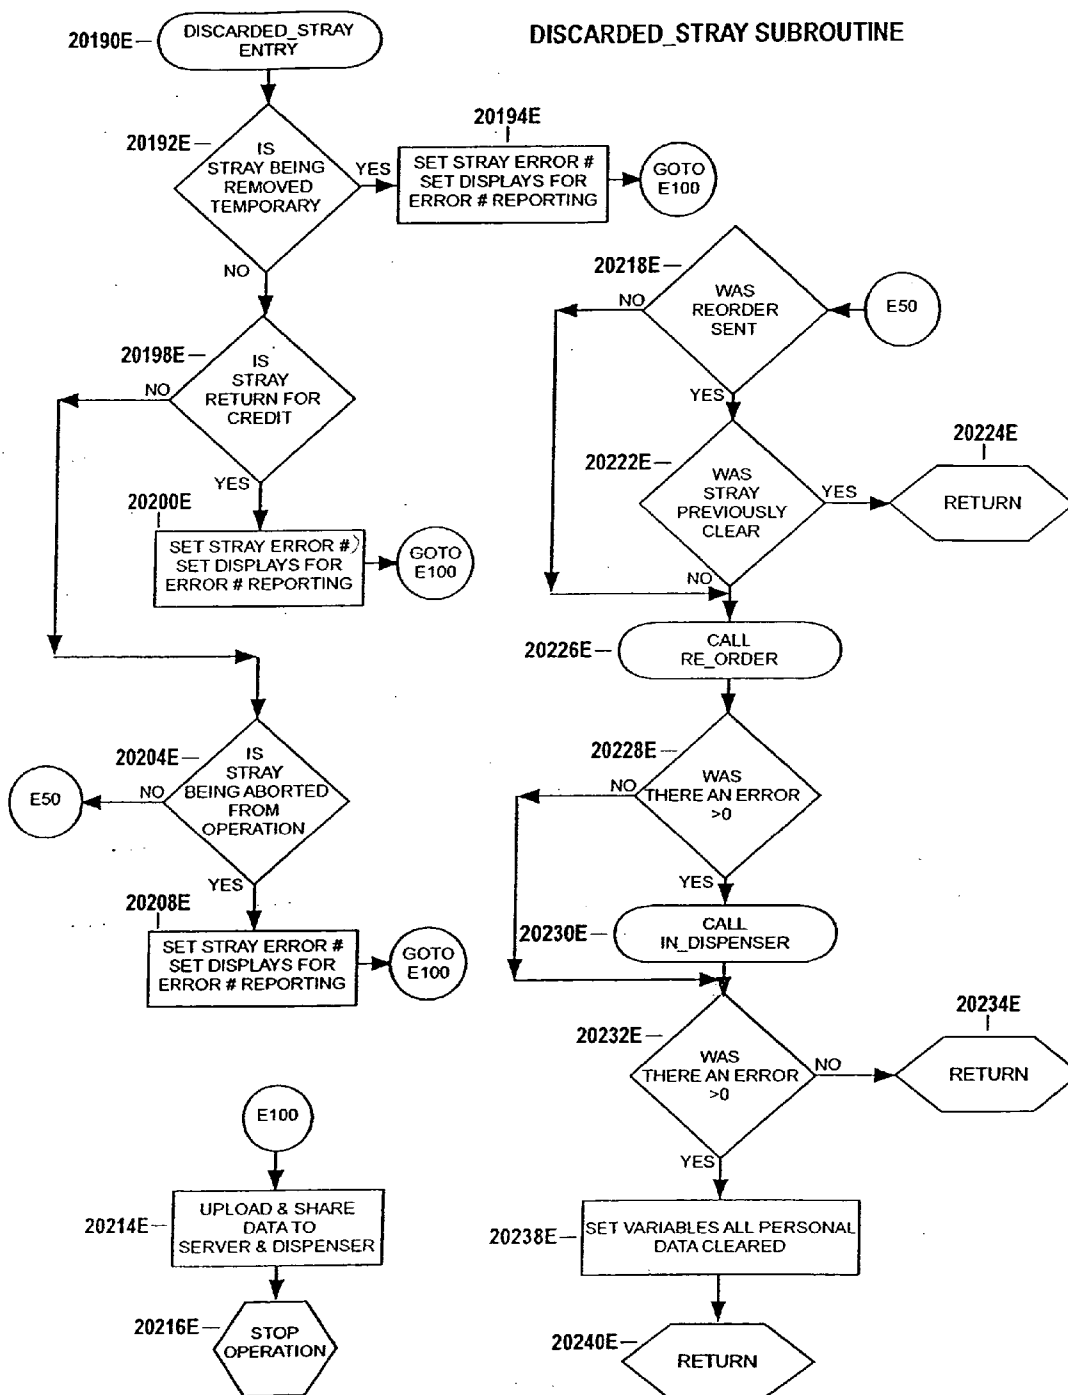 DISCARDED_STRAY SUBROUTINE
20190E
DISCARDED_STRAY
ENTRY
20192E
IS
STRAY BEING
REMOVED
TEMPORARY
YES
NO
20194E
SET STRAY ERROR #
SET DISPLAYS FOR
ERROR # REPORTING
GOTO
E100
20198E
IS
STRAY
RETURN FOR
CREDIT
NO
YES
20200E
SET STRAY ERROR #)
SET DISPLAYS FOR
ERROR # REPORTING
GOTO
E100
20204E
IS
STRAY
BEING ABORTED
FROM
OPERATION
NO
E50
YES
20208E
SET STRAY ERROR #
SET DISPLAYS FOR
ERROR # REPORTING
GOTO
E100
E100
20214E
UPLOAD & SHARE
DATA TO
SERVER & DISPENSER
20216E
STOP
OPERATION
E50
20218E
WAS
REORDER
SENT
NO
YES
20222E
WAS
STRAY
PREVIOUSLY
CLEAR
YES
NO
20224E
RETURN
20226E
CALL
RE_ORDER
20228E
WAS
THERE AN ERROR
>0
NO
YES
20230E
CALL
IN_DISPENSER
20232E
WAS
THERE AN ERROR
>0
NO
YES
20234E
RETURN
20238E
SET VARIABLES ALL PERSONAL
DATA CLEARED
20240E
RETURN